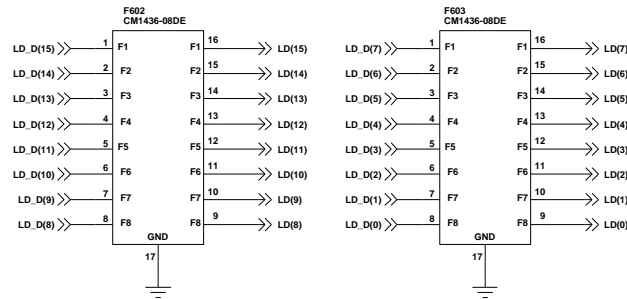 F602
CM1436-08DE
LD_D(15) 1 F1 F1 16 LD(15)
LD_D(14) 2 F2 F2 15 LD(14)
LD_D(13) 3 F3 F3 14 LD(13)
LD_D(12) 4 F4 F4 13 LD(12)
LD_D(11) 5 F5 F5 12 LD(11)
LD_D(10) 6 F6 F6 11 LD(10)
LD_D(9) 7 F7 F7 10 LD(9)
LD_D(8) 8 F8 F8 9 LD(8)
GND
17
F603
CM1436-08DE
LD_D(7) 1 F1 F1 16 LD(7)
LD_D(6) 2 F2 F2 15 LD(6)
LD_D(5) 3 F3 F3 14 LD(5)
LD_D(4) 4 F4 F4 13 LD(4)
LD_D(3) 5 F5 F5 12 LD(3)
LD_D(2) 6 F6 F6 11 LD(2)
LD_D(1) 7 F7 F7 10 LD(1)
LD_D(0) 8 F8 F8 9 LD(0)
GND
17